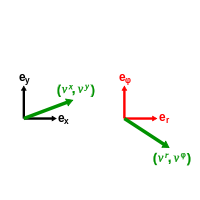 e_y
(v^x, v^y)
e_x
e_φ
e_r
(v^r, v^φ)